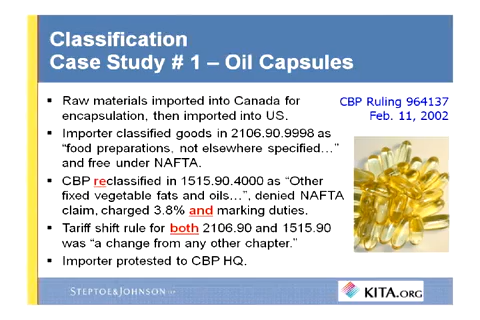 Classification
Case Study # 1 – Oil Capsules
▪ Raw materials imported into Canada for
encapsulation, then imported into US.
CBP Ruling 964137
Feb. 11, 2002
▪ Importer classified goods in 2106.90.9998 as
“food preparations, not elsewhere specified…”
and free under NAFTA.
▪ CBP reclassified in 1515.90.4000 as “Other
fixed vegetable fats and oils…”, denied NAFTA
claim, charged 3.8% and marking duties.
▪ Tariff shift rule for both 2106.90 and 1515.90
was “a change from any other chapter.”
▪ Importer protested to CBP HQ.
STEPTOE&JOHNSON LLP
KITA.ORG